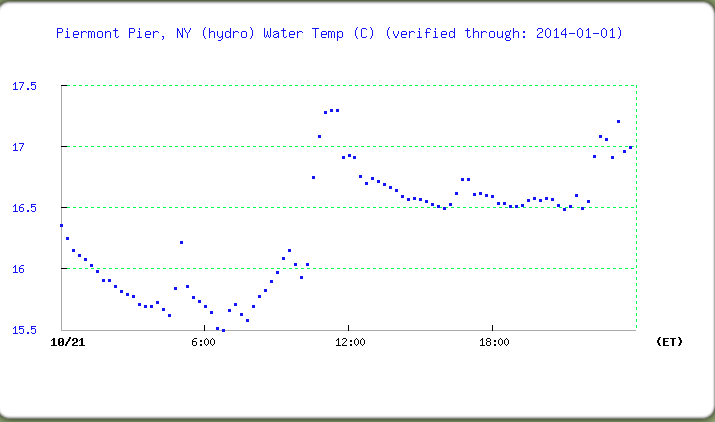 Piermont Pier, NY (hydro) Water Temp (C) (verified through: 2014-01-01)
17.5
17
16.5
16
15.5
10/21 6:00 12:00 18:00 (ET)